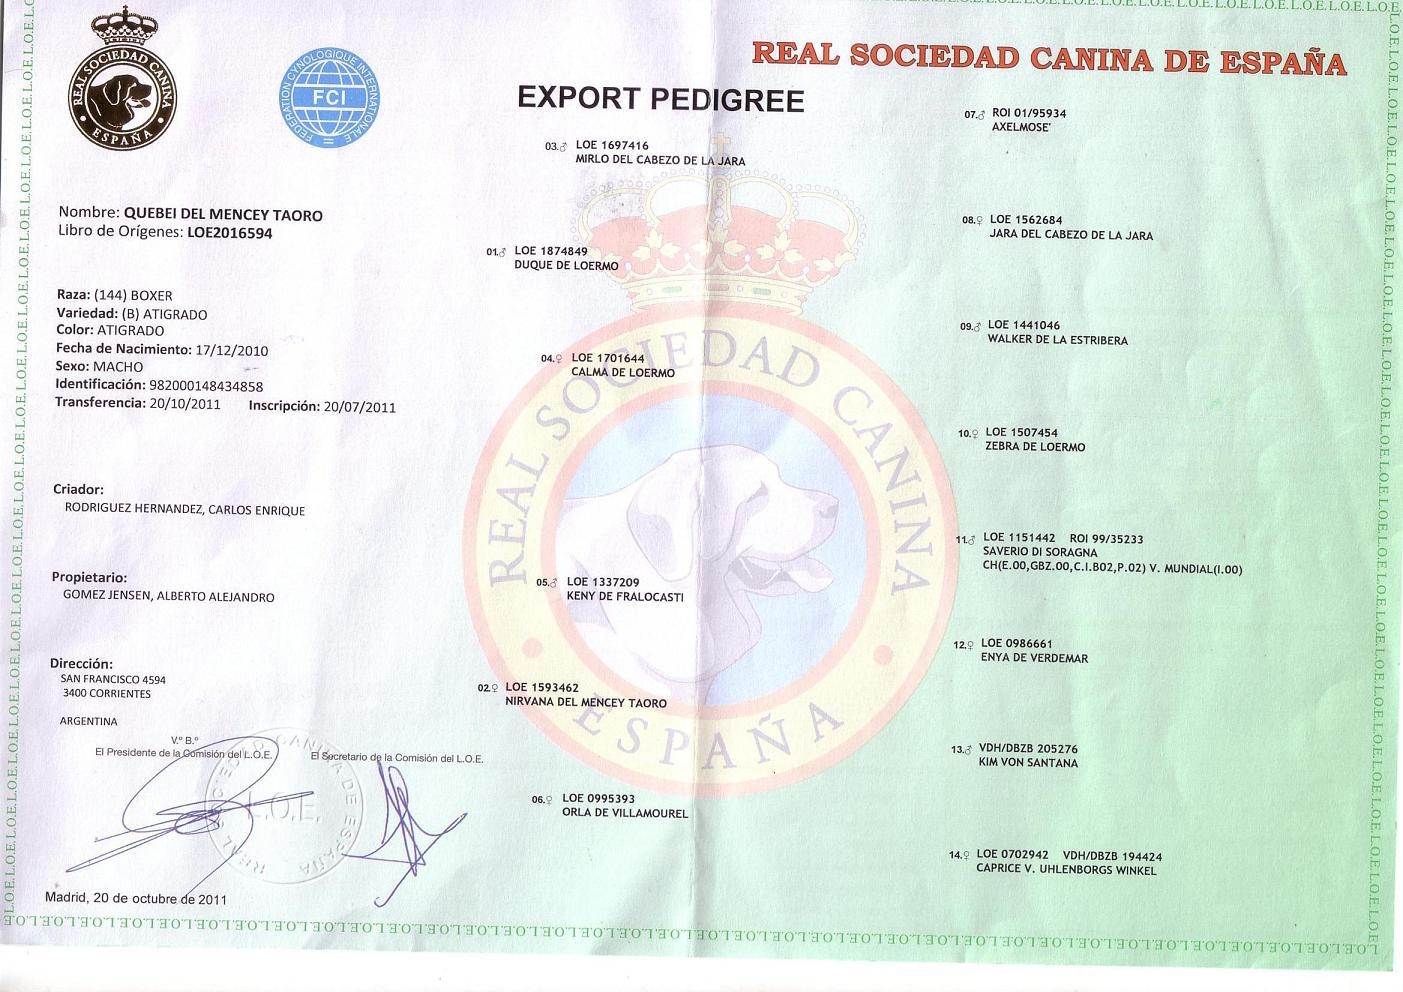 REAL SOCIEDAD CANINA
ESPAÑA
FEDERATION CYNOLOGIQUE INTERNATIONALE
FCI
REAL SOCIEDAD CANINA DE ESPAÑA
EXPORT PEDIGREE
Nombre: QUEBEI DEL MENCEY TAORO
Libro de Orígenes: LOE2016594
Raza: (144) BOXER
Variedad: (B) ATIGRADO
Color: ATIGRADO
Fecha de Nacimiento: 17/12/2010
Sexo: MACHO
Identificación: 982000148434858
Transferencia: 20/10/2011 Inscripción: 20/07/2011
Criador:
RODRIGUEZ HERNANDEZ, CARLOS ENRIQUE
Propietario:
GOMEZ JENSEN, ALBERTO ALEJANDRO
Dirección:
SAN FRANCISCO 4594
3400 CORRIENTES
ARGENTINA
V.º B.º
El Presidente de la Comisión del L.O.E.
El Secretario de la Comisión del L.O.E.
REAL SOCIEDAD CANINA DE ESPAÑA
L.O.E.
Madrid, 20 de octubre de 2011
01.♂ LOE 1874849
DUQUE DE LOERMO
02.♀ LOE 1593462
NIRVANA DEL MENCEY TAORO
03.♂ LOE 1697416
MIRLO DEL CABEZO DE LA JARA
04.♀ LOE 1701644
CALMA DE LOERMO
05.♂ LOE 1337209
KENY DE FRALOCASTI
06.♀ LOE 0995393
ORLA DE VILLAMOUREL
07.♂ ROI 01/95934
AXELMOSE'
08.♀ LOE 1562684
JARA DEL CABEZO DE LA JARA
09.♂ LOE 1441046
WALKER DE LA ESTRIBERA
10.♀ LOE 1507454
ZEBRA DE LOERMO
11.♂ LOE 1151442 ROI 99/35233
SAVERIO DI SORAGNA
CH(E.00,GBZ.00,C.I.B02,P.02) V. MUNDIAL(I.00)
12.♀ LOE 0986661
ENYA DE VERDEMAR
13.♂ VDH/DBZB 205276
KIM VON SANTANA
14.♀ LOE 0702942 VDH/DBZB 194424
CAPRICE V. UHLENBORGS WINKEL
REAL SOCIEDAD CANINA
ESPAÑA